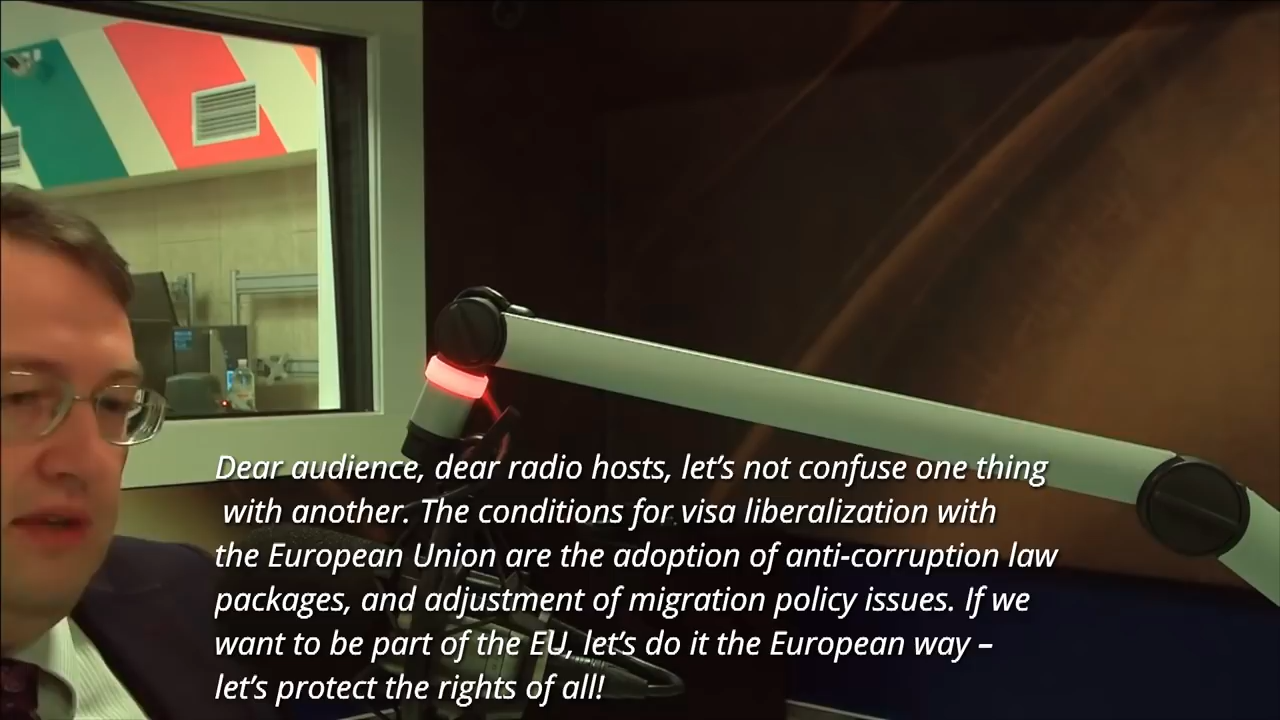 Dear audience, dear radio hosts, let's not confuse one thing
with another. The conditions for visa liberalization with
the European Union are the adoption of anti-corruption law
packages, and adjustment of migration policy issues. If we
want to be part of the EU, let's do it the European way –
let's protect the rights of all!